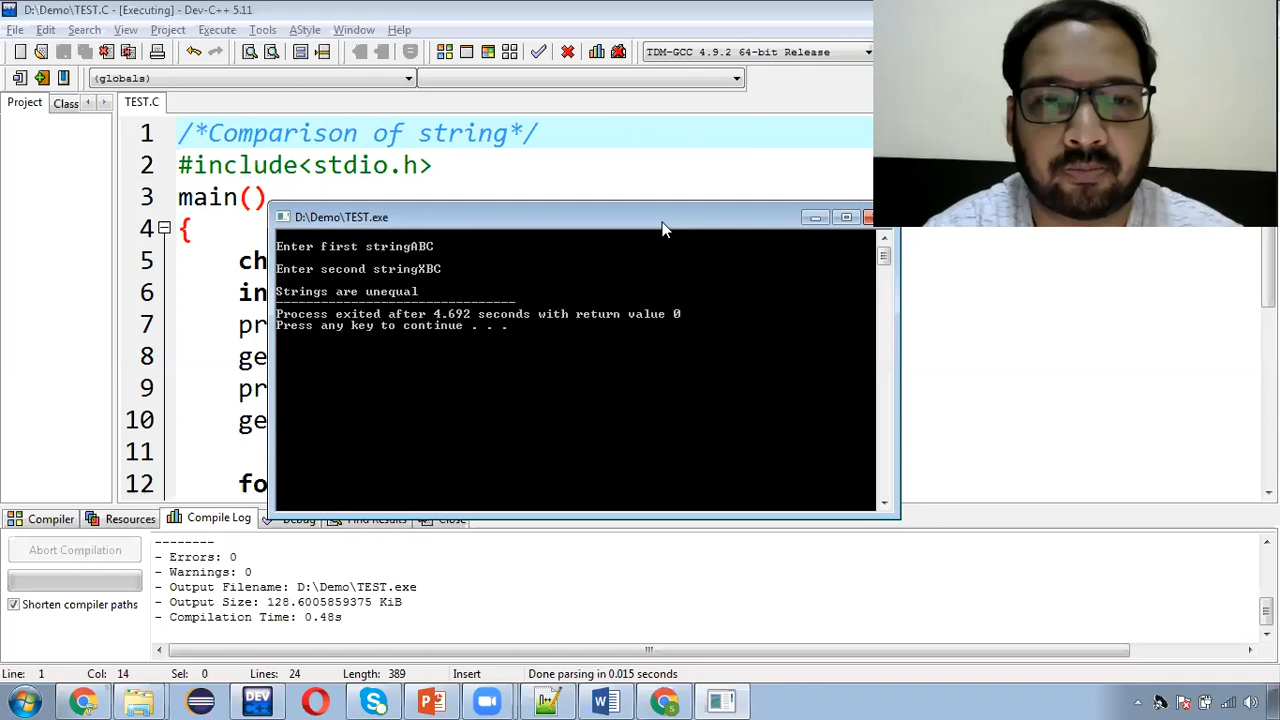 D:\Demo\TEST.C - [Executing] - Dev-C++ 5.11
File Edit Search View Project Execute Tools AStyle Window Help
TDM-GCC 4.9.2 64-bit Release
(globals)
Project Class TEST.C
1 /*Comparison of string*/
2 #include<stdio.h>
3 main()
4 {
5 ch
6 in
7 pr
8 ge
9 pr
10 ge
11
12 fo
D:\Demo\TEST.exe
Enter first stringABC
Enter second stringXBC
Strings are unequal
--------------------------------
Process exited after 4.692 seconds with return value 0
Press any key to continue . . .
Compiler Resources Compile Log Debug Find Results Close
Abort Compilation
Shorten compiler paths
--------
- Errors: 0
- Warnings: 0
- Output Filename: D:\Demo\TEST.exe
- Output Size: 128.6005859375 KiB
- Compilation Time: 0.48s
Line: 1 Col: 14 Sel: 0 Lines: 24 Length: 389 Insert Done parsing in 0.015 seconds
DEV